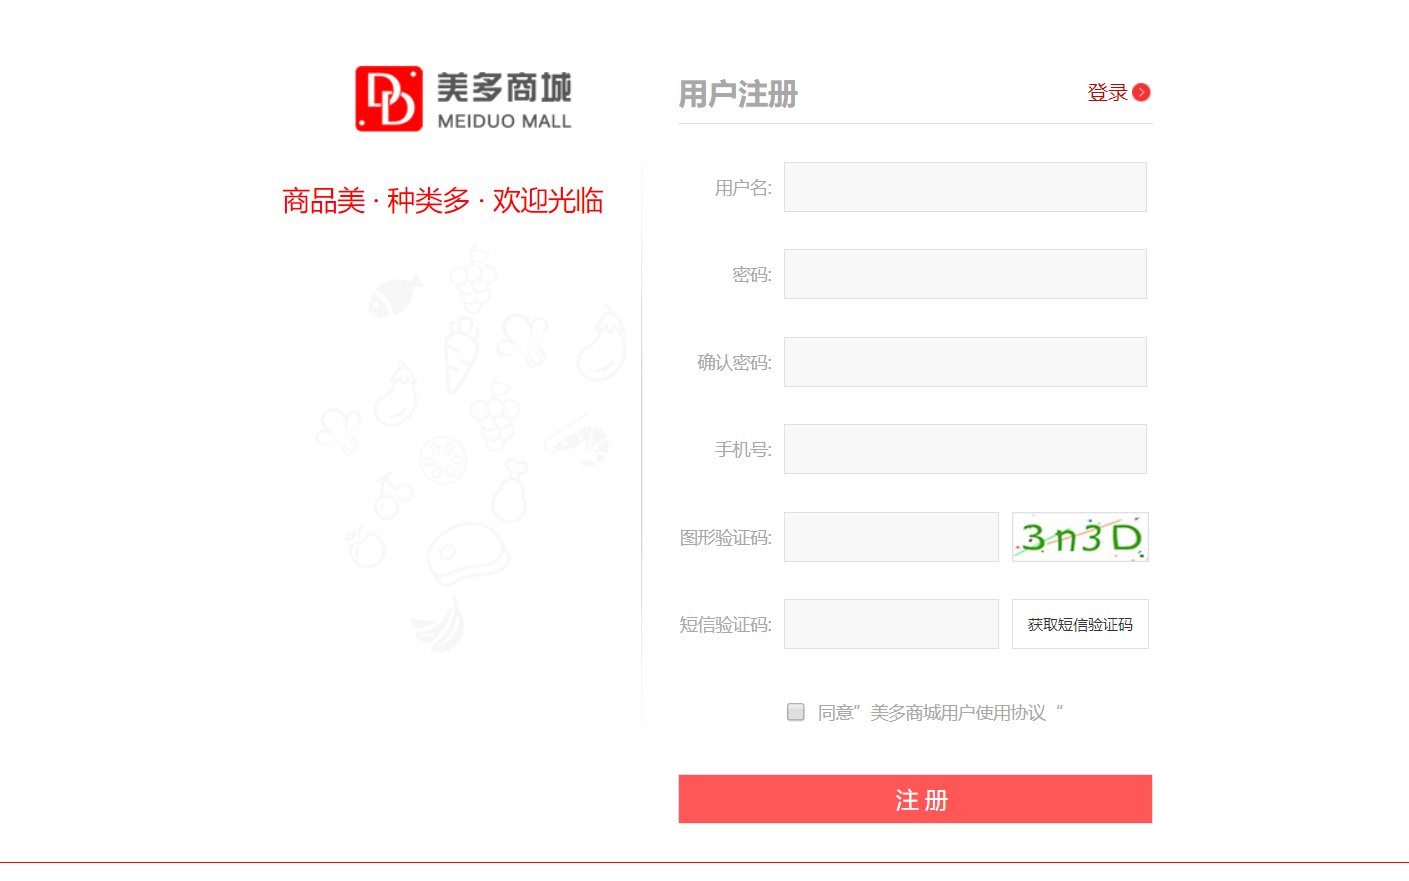 美多商城
MEIDUO MALL
商品美 · 种类多 · 欢迎光临
用户注册
登录
用户名:
密码:
确认密码:
手机号:
图形验证码:
3n3D
短信验证码:
获取短信验证码
同意”美多商城用户使用协议“
注 册